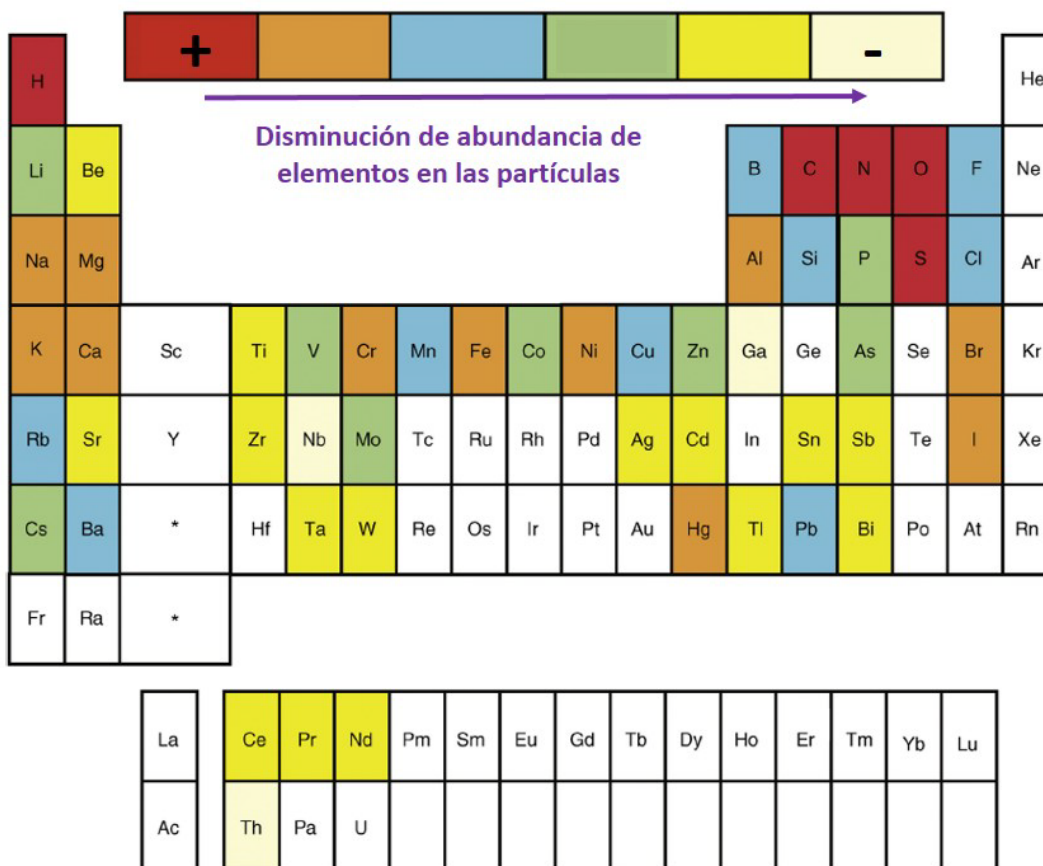 + -
H He
Disminución de abundancia de
elementos en las partículas
Li Be B C N O F Ne
Na Mg Al Si P S Cl Ar
K Ca Sc Ti V Cr Mn Fe Co Ni Cu Zn Ga Ge As Se Br Kr
Rb Sr Y Zr Nb Mo Tc Ru Rh Pd Ag Cd In Sn Sb Te I Xe
Cs Ba * Hf Ta W Re Os Ir Pt Au Hg Tl Pb Bi Po At Rn
Fr Ra *
La Ce Pr Nd Pm Sm Eu Gd Tb Dy Ho Er Tm Yb Lu
Ac Th Pa U